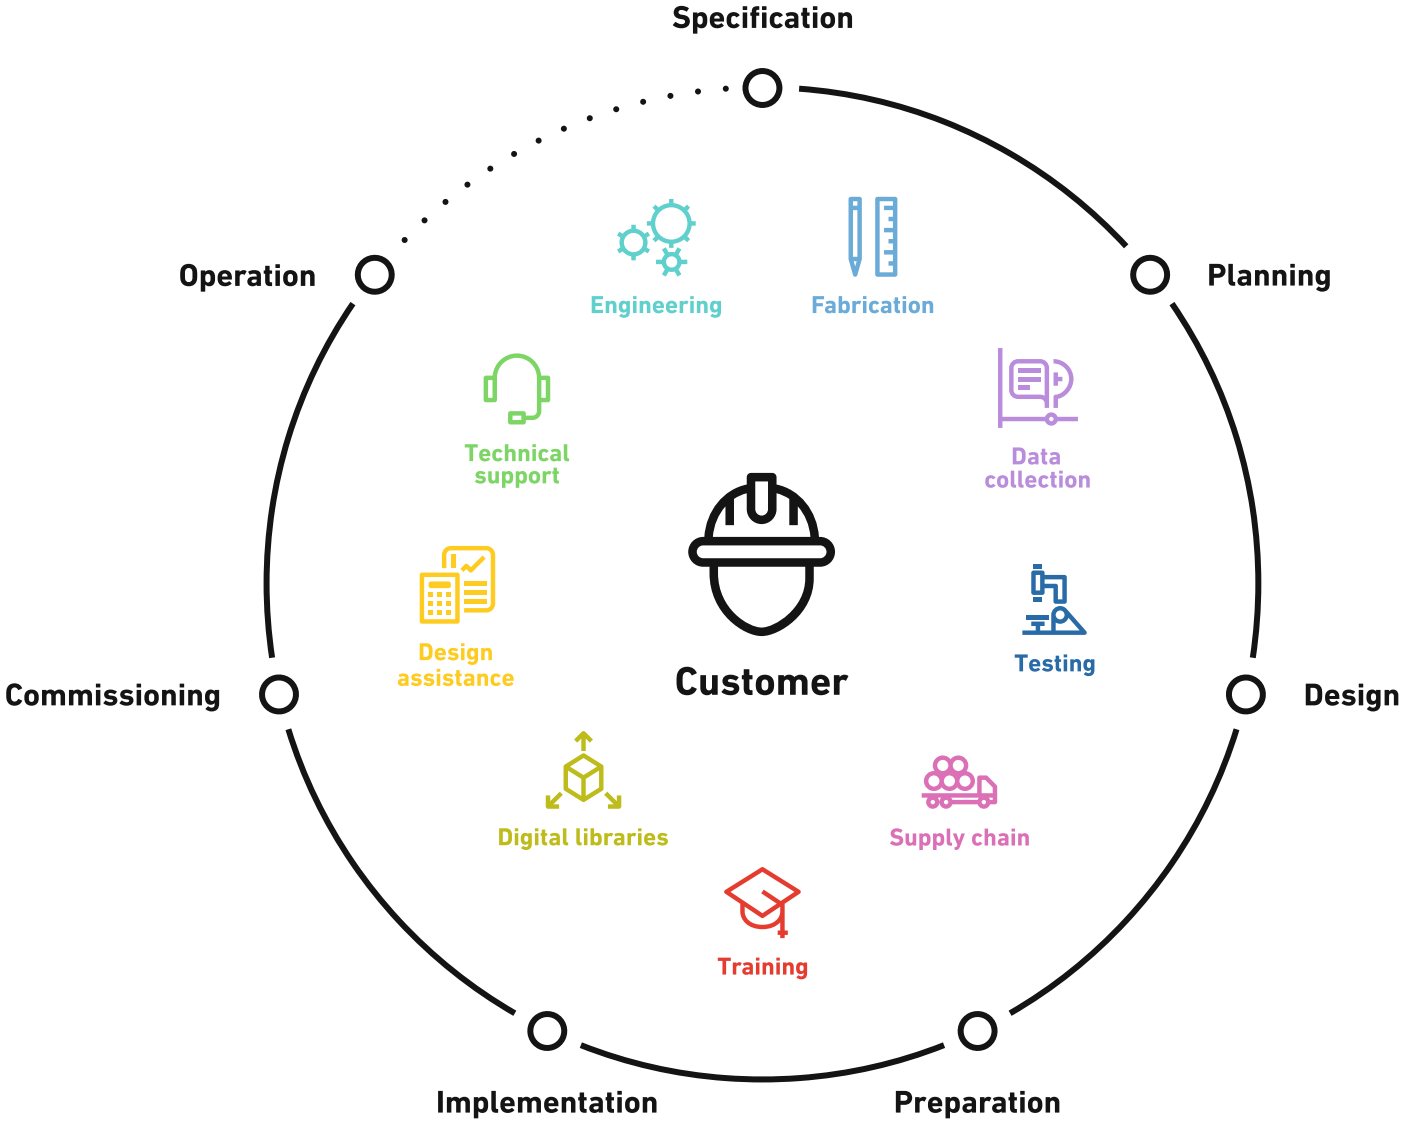 Specification
Operation
Planning
Engineering
Fabrication
Technical
support
Data
collection
Design
assistance
Customer
Testing
Commissioning
Design
Digital libraries
Supply chain
Training
Implementation
Preparation